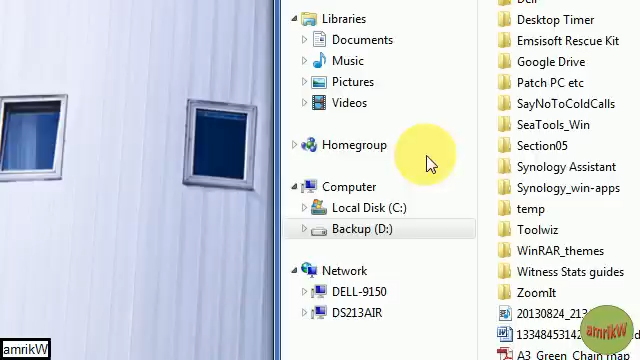 Libraries
Documents
Music
Pictures
Videos
Homegroup
Computer
Local Disk (C:)
Backup (D:)
Network
DELL-9150
DS213AIR
Dell
Desktop Timer
Emsisoft Rescue Kit
Google Drive
Patch PC etc
SayNoToColdCalls
SeaTools_Win
Section05
Synology Assistant
Synology_win-apps
temp
Toolwiz
WinRAR_themes
Witness Stats guides
ZoomIt
20130824_213
13348453142
A3 Green Chain map
amrikW
amrikW